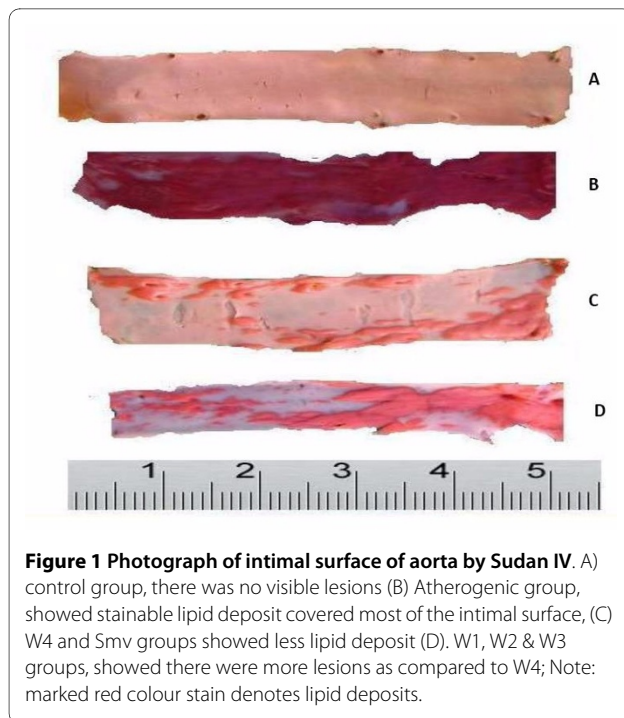 A
B
C
D
1 2 3 4 5
Figure 1 Photograph of intimal surface of aorta by Sudan IV. A)
control group, there was no visible lesions (B) Atherogenic group,
showed stainable lipid deposit covered most of the intimal surface, (C)
W4 and Smv groups showed less lipid deposit (D). W1, W2 & W3
groups, showed there were more lesions as compared to W4; Note:
marked red colour stain denotes lipid deposits.